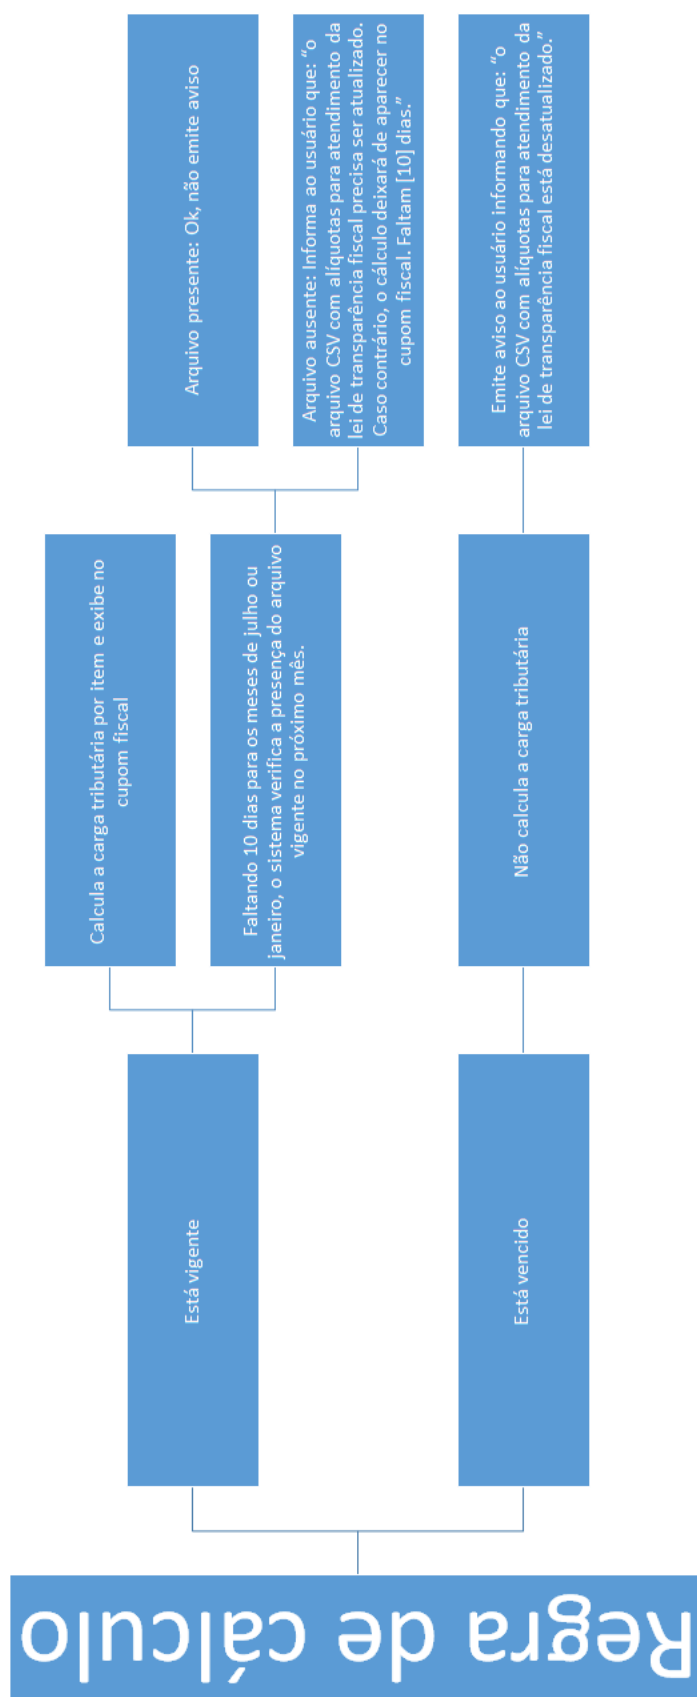 Regra de cálculo
Está vigente
Calcula a carga tributária por item e exibe no
cupom fiscal
Faltando 10 dias para os meses de julho ou
janeiro, o sistema verifica a presença do arquivo
vigente no próximo mês.
Arquivo presente: Ok, não emite aviso
Arquivo ausente: Informa ao usuário que: “o
arquivo CSV com alíquotas para atendimento da
lei de transparência fiscal precisa ser atualizado.
Caso contrário, o cálculo deixará de aparecer no
cupom fiscal. Faltam [10] dias.”
Está vencido
Não calcula a carga tributária
Emite aviso ao usuário informando que: “o
arquivo CSV com alíquotas para atendimento da
lei de transparência fiscal está desatualizado.”